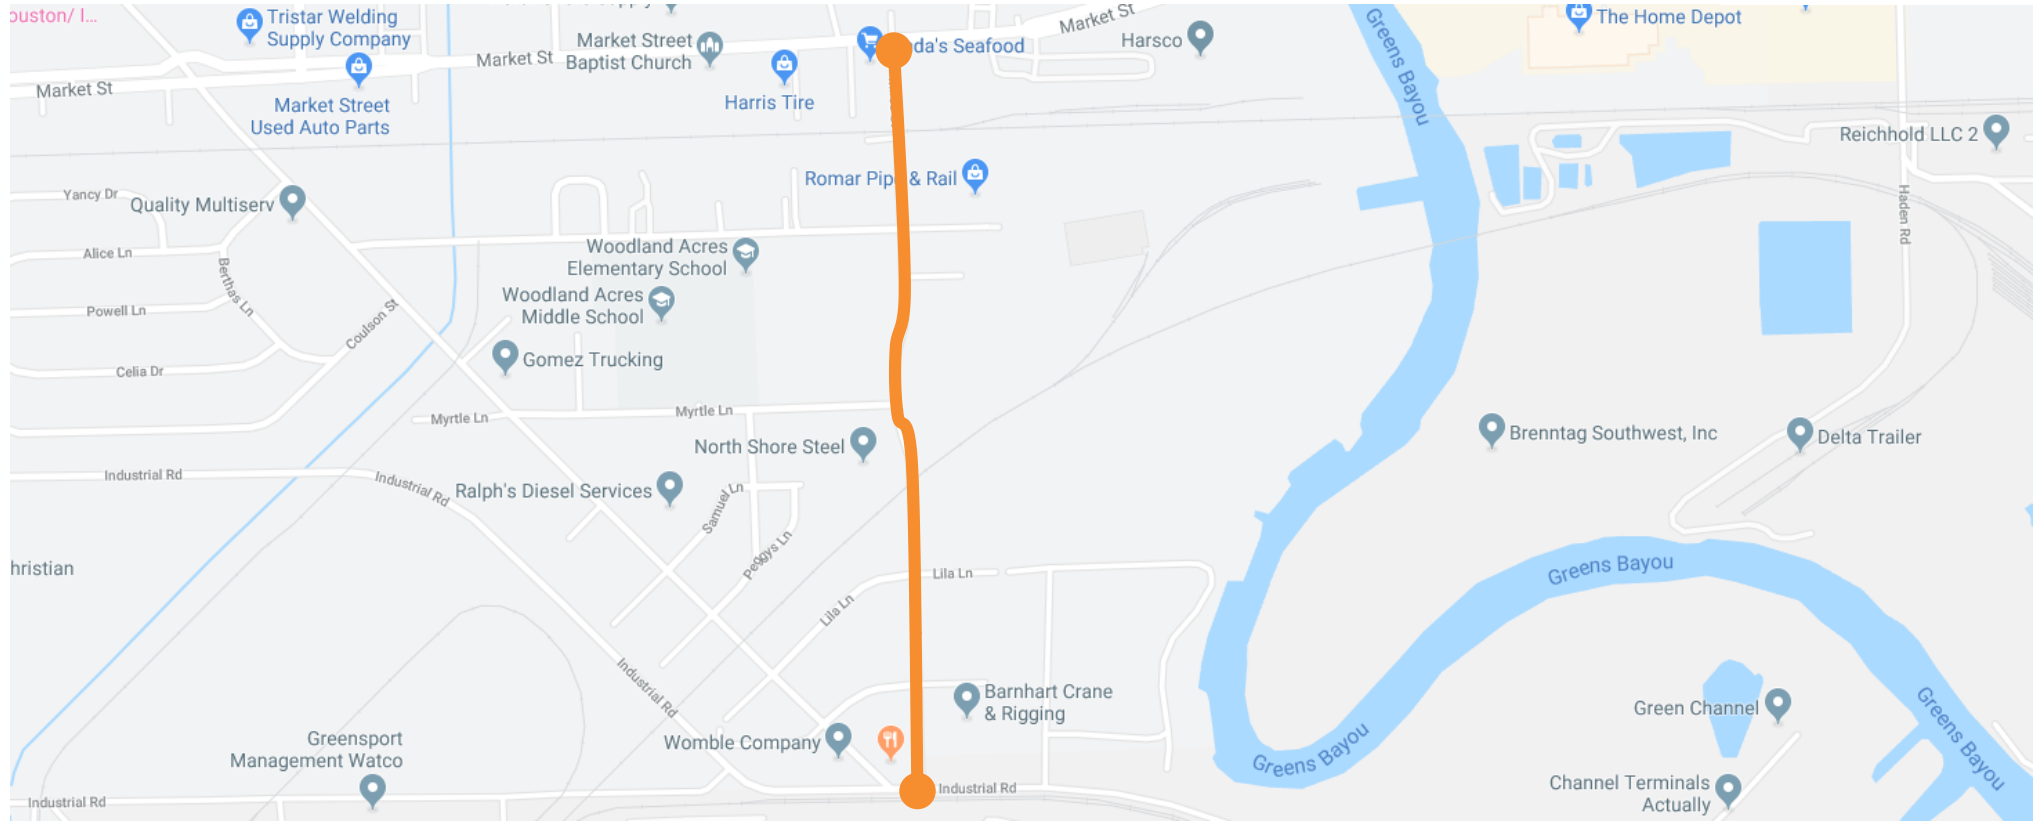 Tristar Welding
Supply Company
Market St
Market Street
Used Auto Parts
Market St
Market Street
Baptist Church
Harris Tire
Seafood
Market St
Harsco
Greens Bayou
The Home Depot
Reichhold LLC 2
Haden Rd
Yancy Dr
Quality Multiserv
Alice Ln
Berthas Ln
Powell Ln
Coulson St
Celia Dr
Romar Pipe & Rail
Woodland Acres
Elementary School
Woodland Acres
Middle School
Gomez Trucking
Myrtle Ln
Myrtle Ln
North Shore Steel
Brenntag Southwest, Inc
Delta Trailer
Industrial Rd
Industrial Rd
Ralph's Diesel Services
Samuel Ln
Peggys Ln
Lila Ln
Lila Ln
Greens Bayou
Industrial Rd
Barnhart Crane
& Rigging
Womble Company
Greensport
Management Watco
Industrial Rd
Industrial Rd
Greens Bayou
Green Channel
Greens Bayou
Channel Terminals
Actually